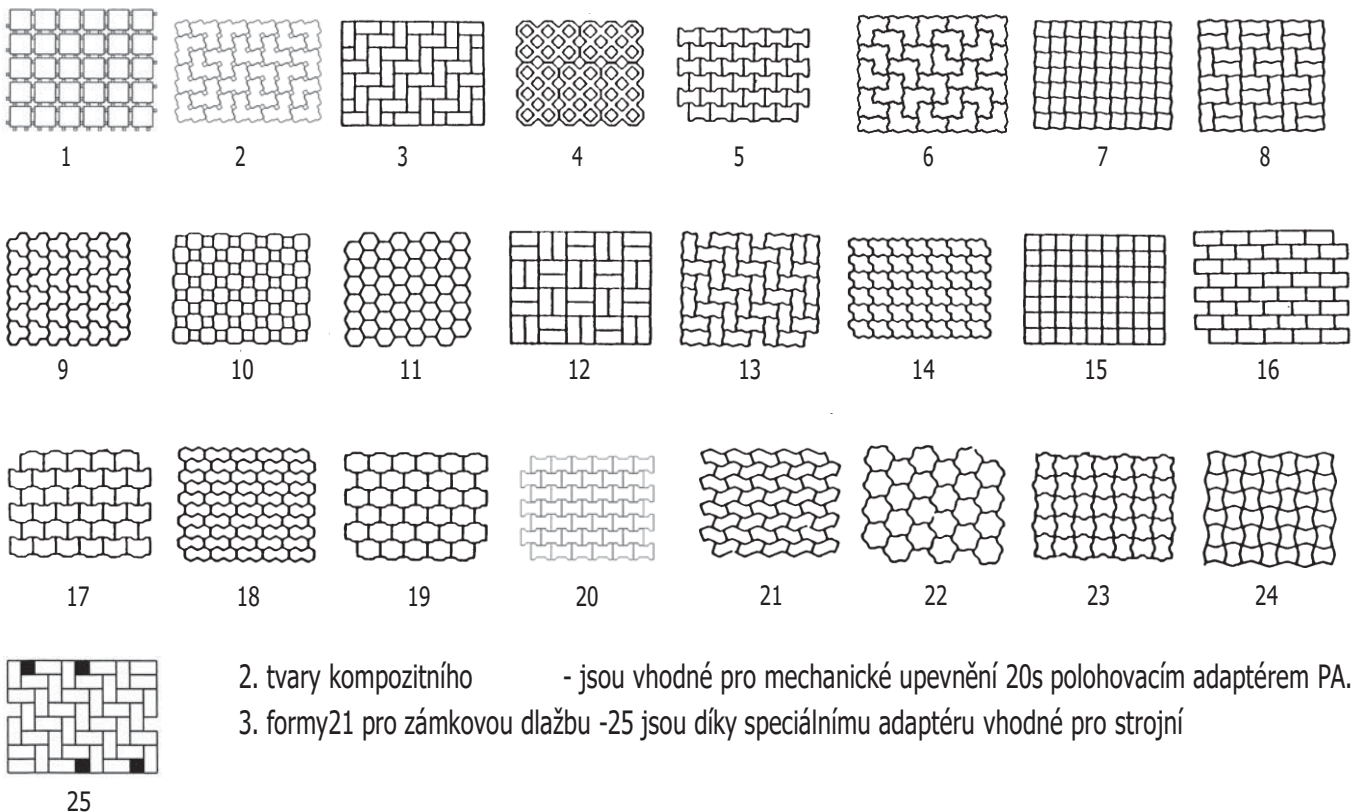 1 2 3 4 5 6 7 8
9 10 11 12 13 14 15 16
17 18 19 20 21 22 23 24
2. tvary kompozitního - jsou vhodné pro mechanické upevnění 20s polohovacím adaptérem PA.
3. formy21 pro zámkovou dlažbu -25 jsou díky speciálnímu adaptéru vhodné pro strojní
25